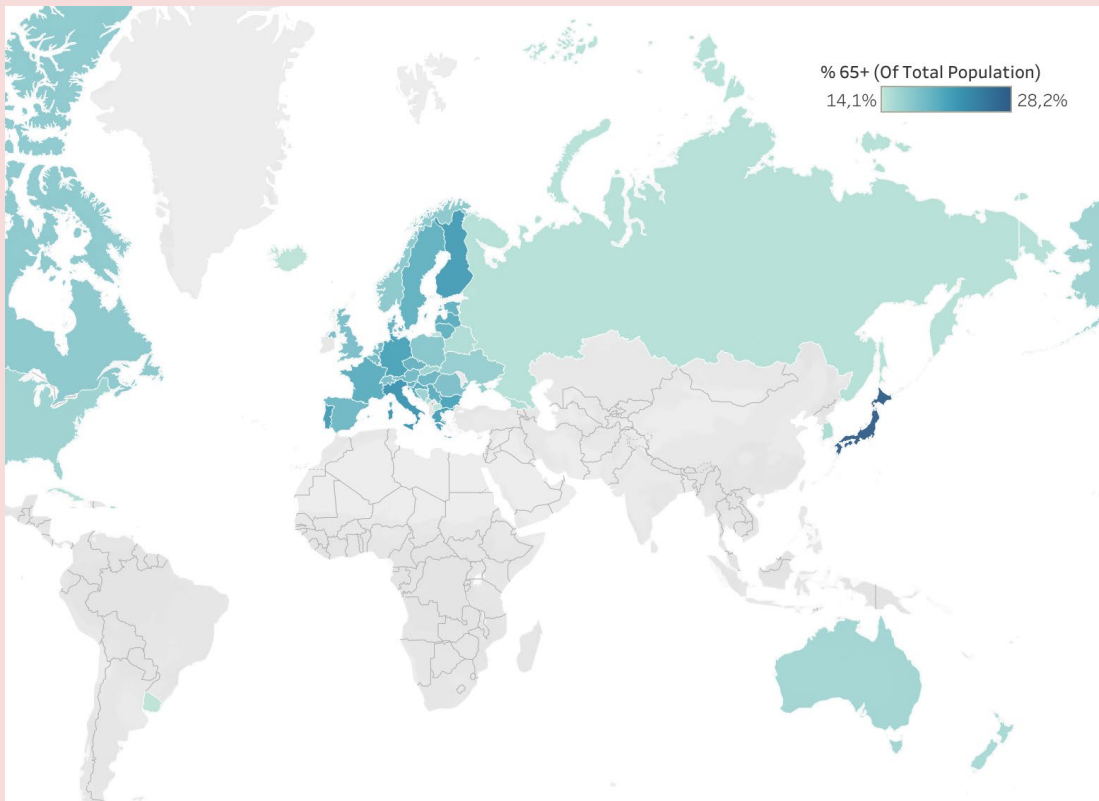 % 65+ (Of Total Population)
14,1% 28,2%